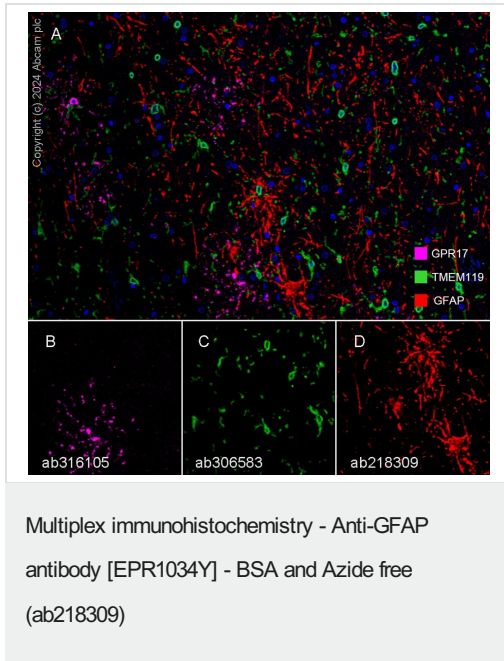 A
Copyright (c) 2024 Abcam plc
GPR17
TMEM119
GFAP
B
C
D
ab316105
ab306583
ab218309
Multiplex immunohistochemistry - Anti-GFAP
antibody [EPR1034Y] - BSA and Azide free
(ab218309)